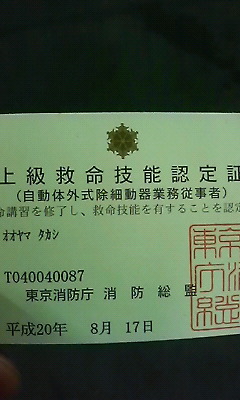 上級救命技能認定証
(自動体外式除細動器業務従事者)
命講習を修了し、救命技能を有することを認定
ｵｵﾔﾏ ﾀｶｼ
T040040087
東京消防庁 消防総監
平成20年 8月 17日